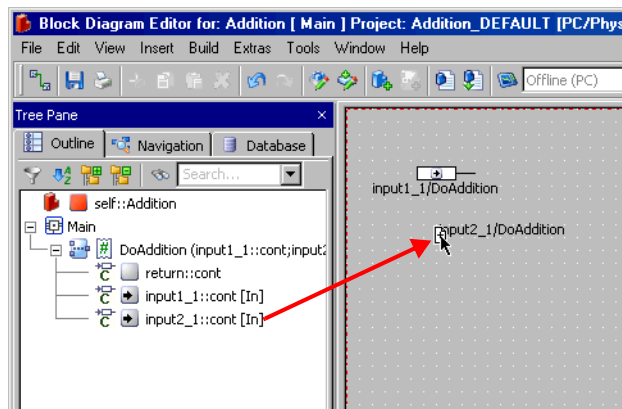 Block Diagram Editor for: Addition [ Main ] Project: Addition_DEFAULT [PC/Phys
File Edit View Insert Build Extras Tools Window Help
Offline (PC)
Tree Pane
Outline Navigation Database
Search...
self::Addition
Main
DoAddition (input1_1::cont;input2
return::cont
input1_1::cont [In]
input2_1::cont [In]
input1_1/DoAddition
input2_1/DoAddition